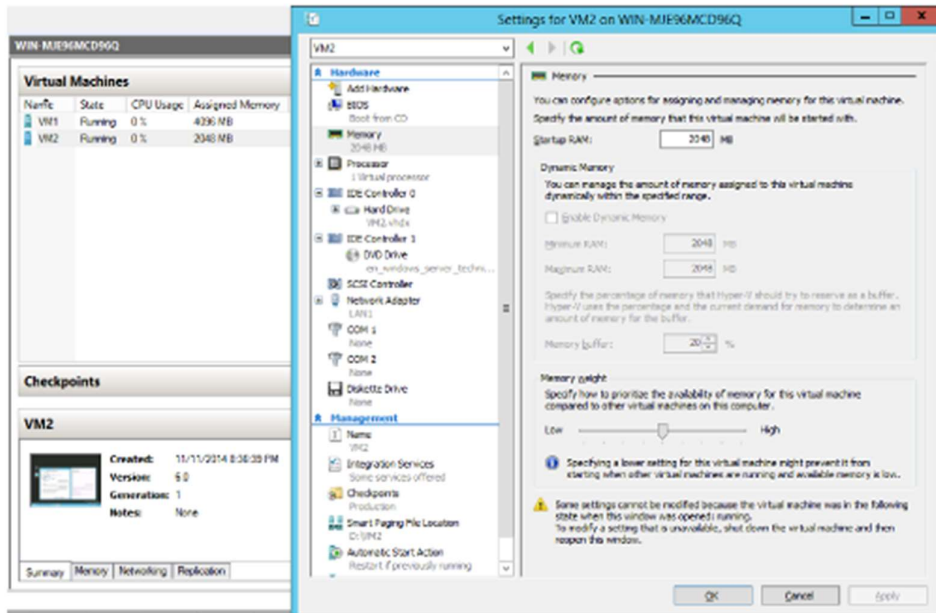 Settings for VM2 on WIN-MJE96MCD96Q
WIN-MJE96MCD96Q
Virtual Machines
Name State CPU Usage Assigned Memory
VM1 Running 0 % 4096 MB
VM2 Running 0 % 2048 MB
Checkpoints
VM2
Created: 11/11/2014 8:38:39 PM
Version: 6.0
Generation: 1
Notes: None
Summary Memory Networking Replication
VM2
Hardware
Add Hardware
BIOS
Boot from CD
Memory
2048 MB
Processor
1 Virtual processor
IDE Controller 0
Hard Drive
VM2.vhdx
IDE Controller 1
DVD Drive
en_windows_server_techni...
SCSI Controller
Network Adapter
LAN1
COM 1
None
COM 2
None
Diskette Drive
None
Management
Name
VM2
Integration Services
Some services offered
Checkpoints
Production
Smart Paging File Location
D:\VM2
Automatic Start Action
Restart if previously running
Memory
You can configure options for assigning and managing memory for this virtual machine.
Specify the amount of memory that this virtual machine will be started with.
Startup RAM: 2048 MB
Dynamic Memory
You can manage the amount of memory assigned to this virtual machine
dynamically within the specified range.
Enable Dynamic Memory
Minimum RAM: 2048 MB
Maximum RAM: 2048 MB
Specify the percentage of memory that Hyper-V should try to reserve as a buffer.
Hyper-V uses the percentage and the current demand for memory to determine an
amount of memory for the buffer.
Memory buffer: 20 %
Memory weight
Specify how to prioritize the availability of memory for this virtual machine
compared to other virtual machines on this computer.
Low High
Specifying a lower setting for this virtual machine might prevent it from
starting when other virtual machines are running and available memory is low.
Some settings cannot be modified because the virtual machine was in the following
state when this window was opened: running.
To modify a setting that is unavailable, shut down the virtual machine and then
reopen this window.
OK Cancel Apply